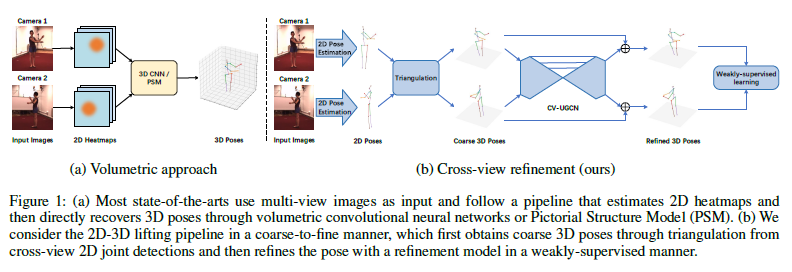 Camera 1
Camera 2
Input Images
2D Heatmaps
3D CNN /
PSM
3D Poses
(a) Volumetric approach
Camera 1
Camera 2
Input Images
2D Pose
Estimation
2D Pose
Estimation
2D Poses
Triangulation
Coarse 3D Poses
CV-UGCN
Refined 3D Poses
Weakly-supervised
learning
(b) Cross-view refinement (ours)
Figure 1: (a) Most state-of-the-arts use multi-view images as input and follow a pipeline that estimates 2D heatmaps and
then directly recovers 3D poses through volumetric convolutional neural networks or Pictorial Structure Model (PSM). (b) We
consider the 2D-3D lifting pipeline in a coarse-to-fine manner, which first obtains coarse 3D poses through triangulation from
cross-view 2D joint detections and then refines the pose with a refinement model in a weakly-supervised manner.